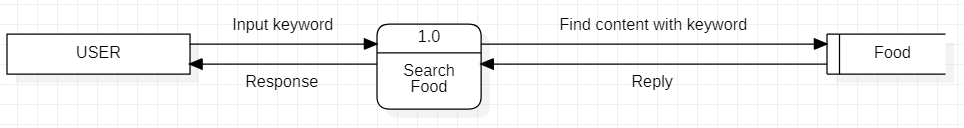 Input keyword
Find content with keyword
1.0
USER
Food
Search
Food
Response
Reply